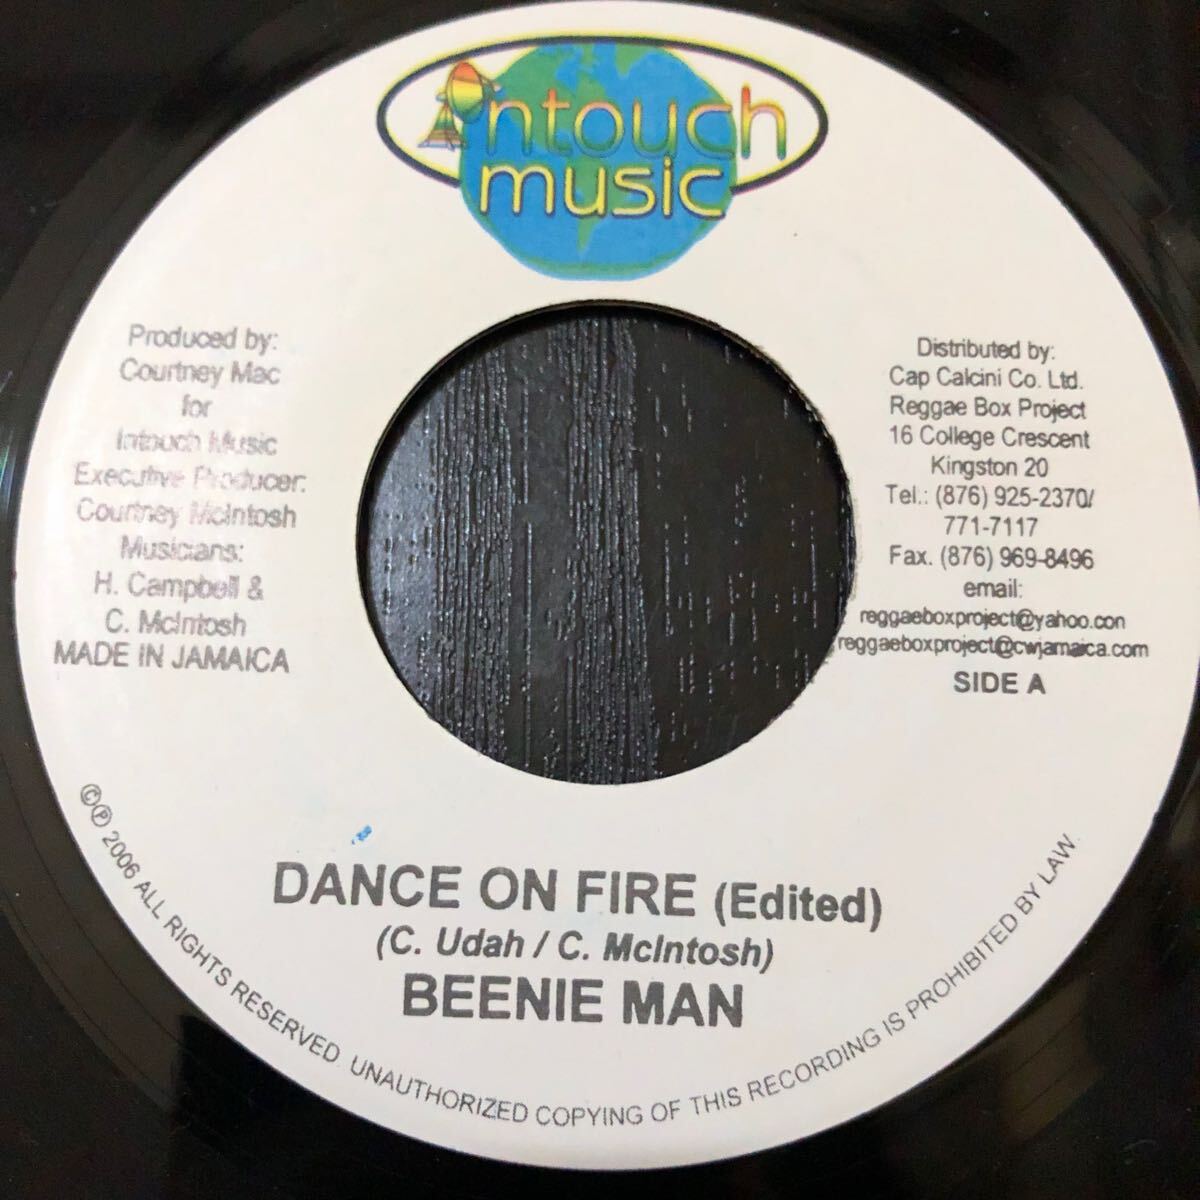 Intouch
music
Produced by:
Courtney Mac
for
Intouch Music
Executive Producer:
Courtney McIntosh
Musicians:
H. Campbell &
C. McIntosh
MADE IN JAMAICA
Distributed by:
Cap Calcini Co. Ltd.
Reggae Box Project
16 College Crescent
Kingston 20
Tel.: (876) 925-2370/
771-7117
Fax. (876) 969-8496
email:
reggaeboxproject@yahoo.con
reggaeboxproject@cwjamaica.com
SIDE A
DANCE ON FIRE (Edited)
(C. Udah / C. McIntosh)
BEENIE MAN
©℗ 2006 ALL RIGHTS RESERVED. UNAUTHORIZED COPYING OF THIS RECORDING IS PROHIBITED BY LAW.